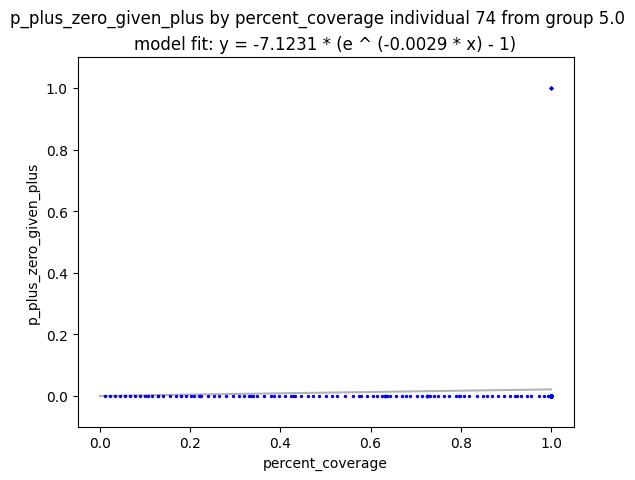 p_plus_zero_given_plus by percent_coverage individual 74 from group 5.0
model fit: y = -7.1231 * (e ^ (-0.0029 * x) - 1)
1.0
0.8
0.6
0.4
0.2
0.0
p_plus_zero_given_plus
0.0 0.2 0.4 0.6 0.8 1.0
percent_coverage